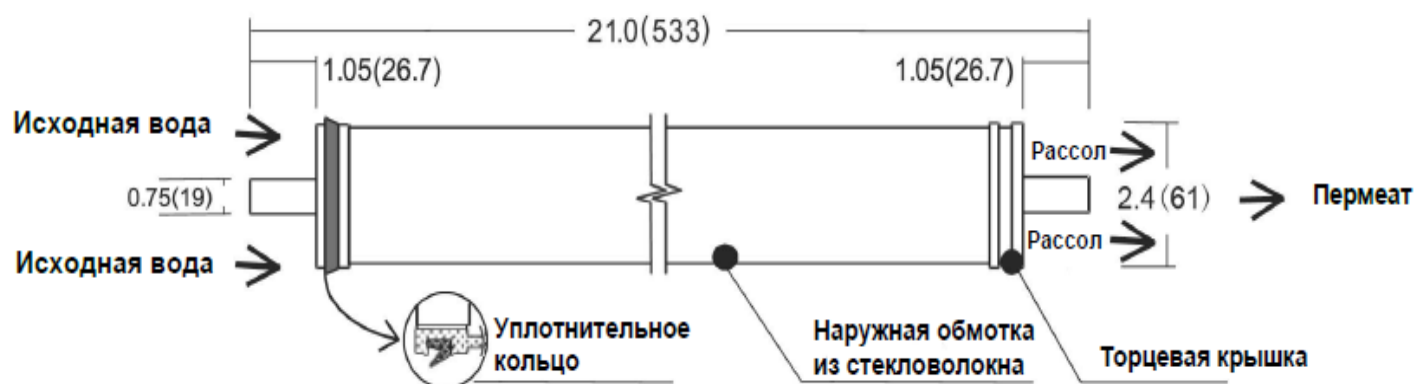 21.0(533)
1.05(26.7)
1.05(26.7)
Исходная вода
Рассол
0.75(19)
2.4 (61)
Пермеат
Исходная вода
Рассол
Уплотнительное
кольцо
Наружная обмотка
из стекловолокна
Торцевая крышка